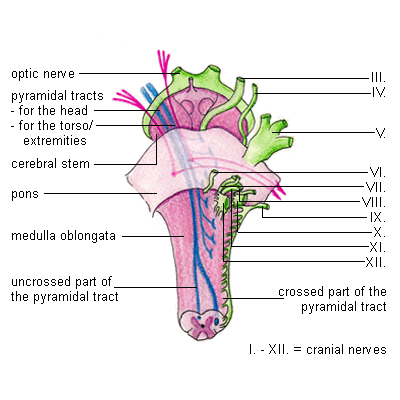 optic nerve
pyramidal tracts
- for the head
- for the torso/
extremities
cerebral stem
pons
medulla oblongata
uncrossed part of
the pyramidal tract
III.
IV.
V.
VI.
VII.
VIII.
IX.
X.
XI.
XII.
crossed part of the
pyramidal tract
I. - XII. = cranial nerves